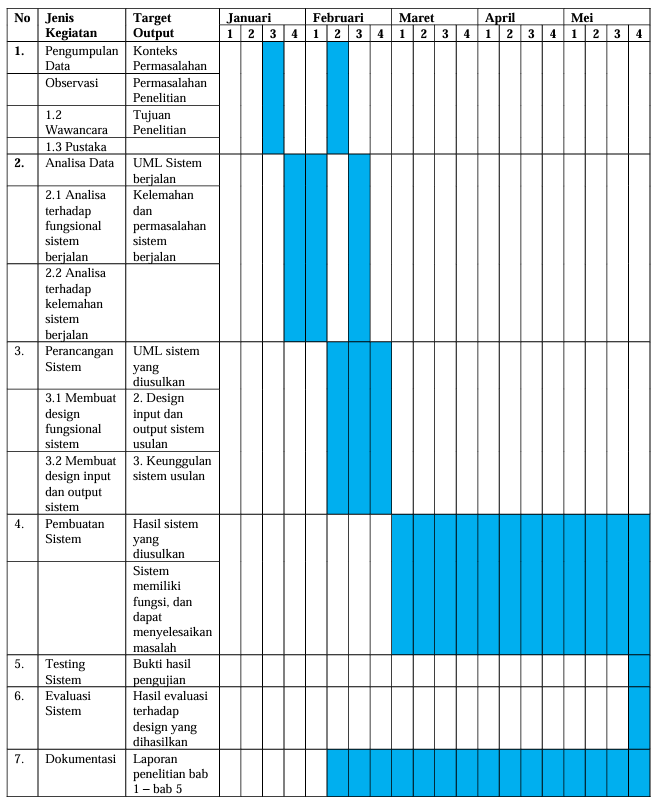 No Jenis Kegiatan Target Output Januari Februari Maret April Mei
1 2 3 4 1 2 3 4 1 2 3 4 1 2 3 4 1 2 3 4
1. Pengumpulan Data Konteks Permasalahan
Observasi Permasalahan Penelitian
1.2 Wawancara Tujuan Penelitian
1.3 Pustaka
2. Analisa Data UML Sistem berjalan
2.1 Analisa terhadap fungsional sistem berjalan Kelemahan dan permasalahan sistem berjalan
2.2 Analisa terhadap kelemahan sistem berjalan
3. Perancangan Sistem UML sistem yang diusulkan
3.1 Membuat design fungsional sistem 2. Design input dan output sistem usulan
3.2 Membuat design input dan output sistem 3. Keunggulan sistem usulan
4. Pembuatan Sistem Hasil sistem yang diusulkan
Sistem memiliki fungsi, dan dapat menyelesaikan masalah
5. Testing Sistem Bukti hasil pengujian
6. Evaluasi Sistem Hasil evaluasi terhadap design yang dihasilkan
7. Dokumentasi Laporan penelitian bab 1 – bab 5